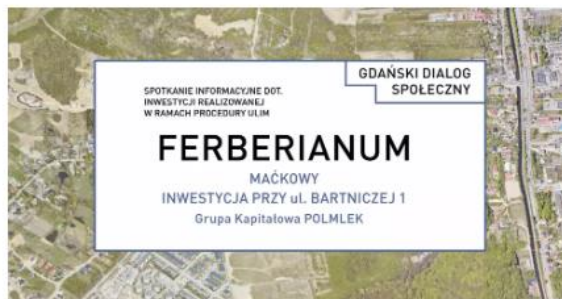 GDAŃSKI DIALOG
SPOŁECZNY
SPOTKANIE INFORMACYJNE DOT.
INWESTYCJI REALIZOWANEJ
W RAMACH PROCEDURY ULIM
FERBERIANUM
MAĆKOWY
INWESTYCJA PRZY ul. BARTNICZEJ 1
Grupa Kapitałowa POLMLEK